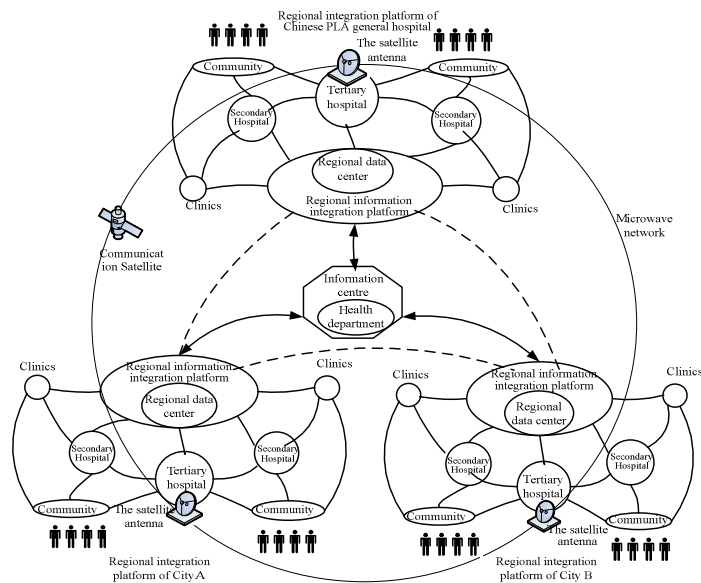 Regional integration platform of
Chinese PLA general hospital
The satellite
antenna
Community
Community
Tertiary
hospital
Secondary
Hospital
Secondary
Hospital
Regional data
center
Clinics
Regional information
integration platform
Clinics
Microwave
network
Communicat
ion Satellite
Information
centre
Health
department
Clinics
Regional information
integration platform
Regional data
center
Clinics
Clinics
Regional information
integration platform
Regional
data center
Clinics
Secondary
Hospital
Secondary
Hospital
Secondary
Hospital
Secondary
Hospital
Tertiary
hospital
Tertiary
hospital
Community
The satellite
antenna
Community
Community
The satellite
antenna
Community
Regional integration
platform of City A
Regional integration
platform of City B